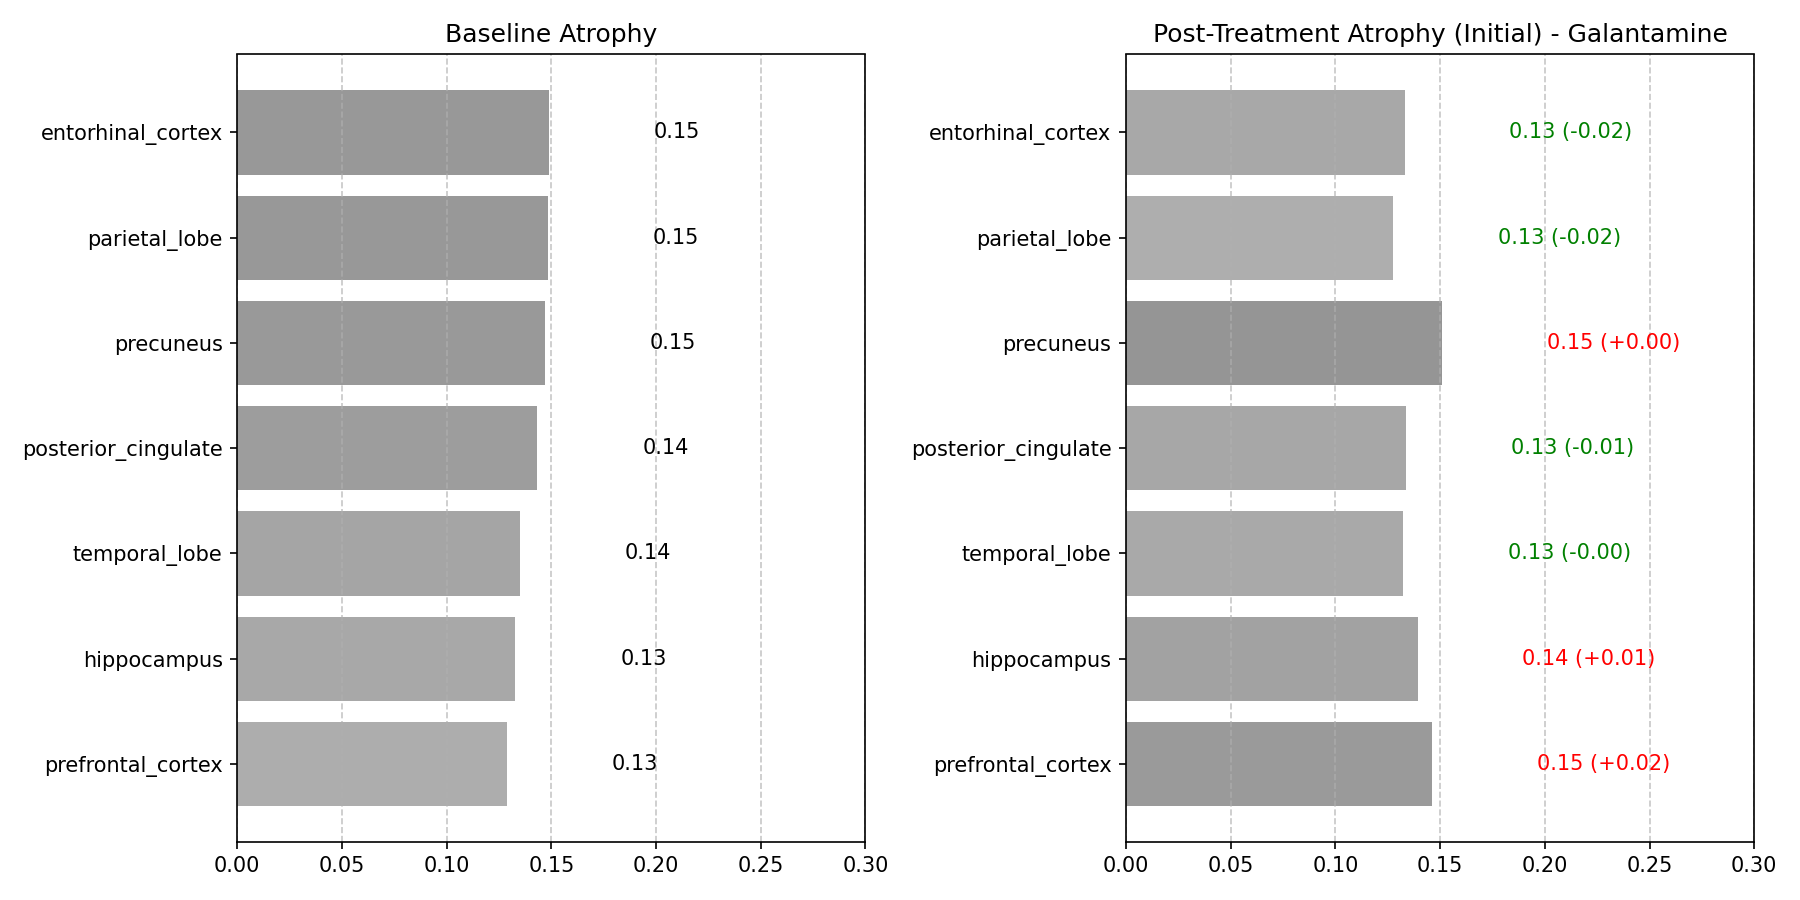 Baseline Atrophy
entorhinal_cortex
0.15
parietal_lobe
0.15
precuneus
0.15
posterior_cingulate
0.14
temporal_lobe
0.14
hippocampus
0.13
prefrontal_cortex
0.13
0.00 0.05 0.10 0.15 0.20 0.25 0.30
Post-Treatment Atrophy (Initial) - Galantamine
entorhinal_cortex
0.13 (-0.02)
parietal_lobe
0.13 (-0.02)
precuneus
0.15 (+0.00)
posterior_cingulate
0.13 (-0.01)
temporal_lobe
0.13 (-0.00)
hippocampus
0.14 (+0.01)
prefrontal_cortex
0.15 (+0.02)
0.00 0.05 0.10 0.15 0.20 0.25 0.30